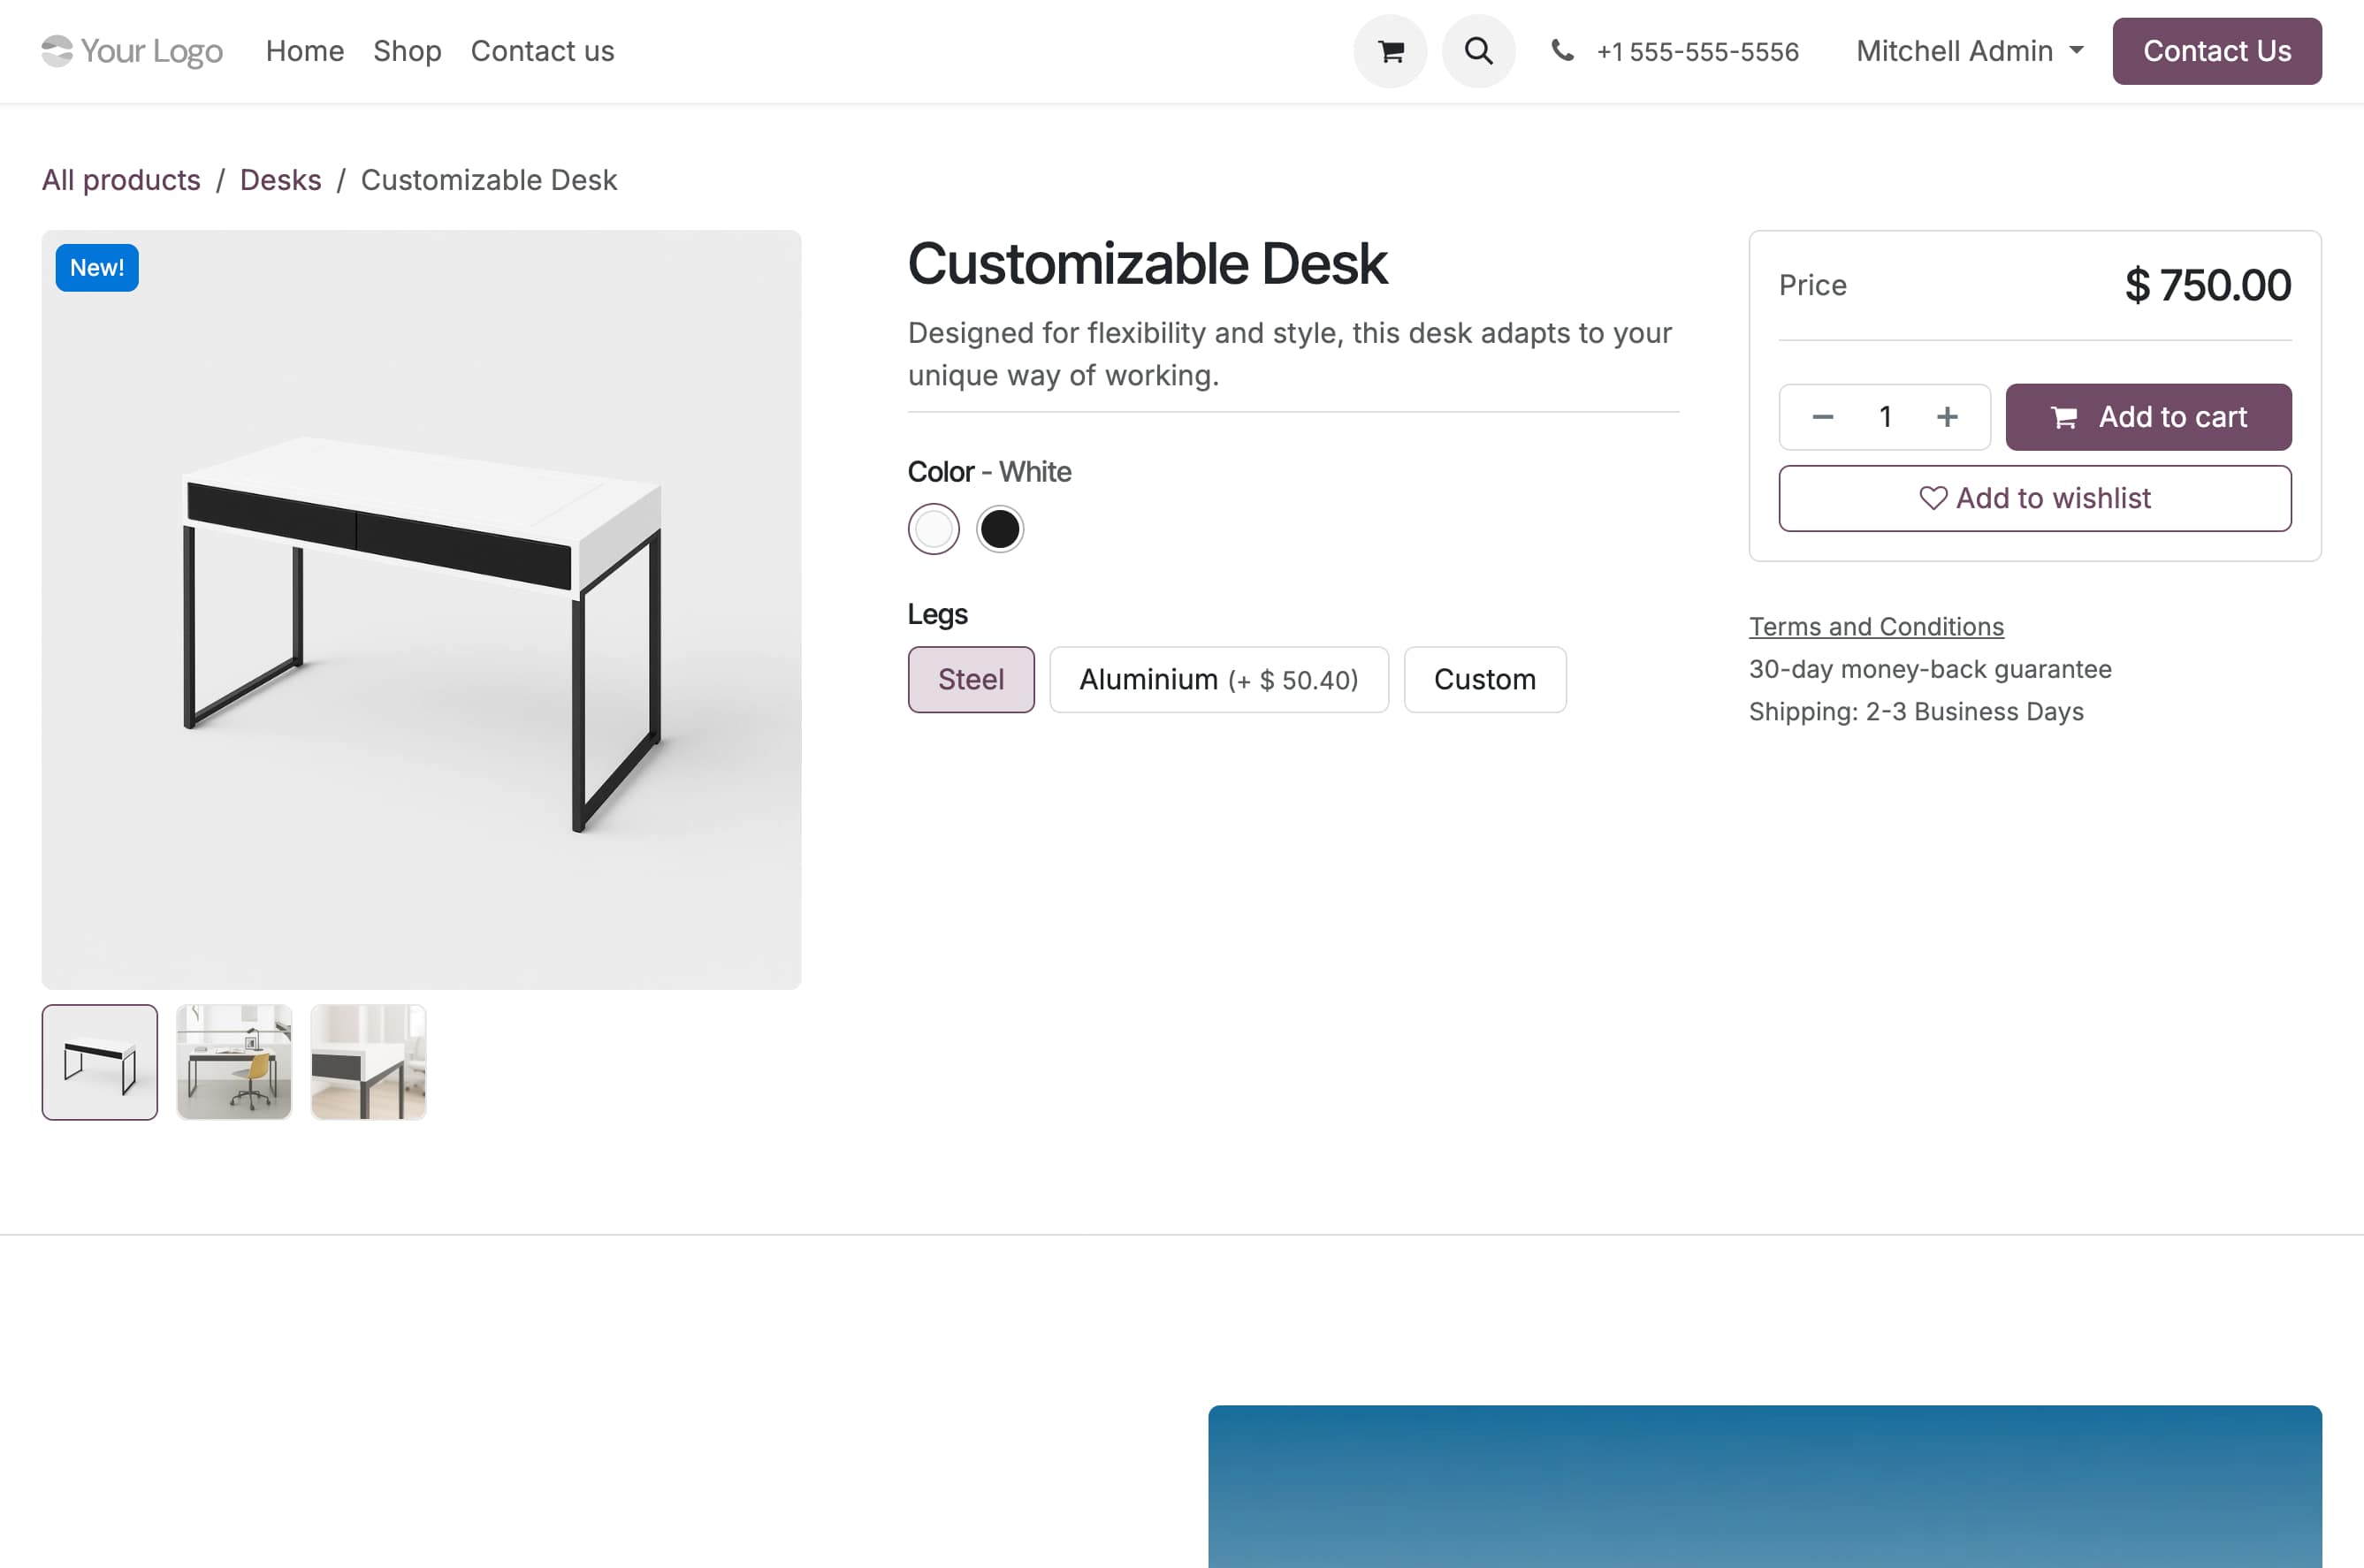 Your Logo Home Shop Contact us +1 555-555-5556 Mitchell Admin Contact Us
All products / Desks / Customizable Desk
New!
Customizable Desk
Designed for flexibility and style, this desk adapts to your
unique way of working.
Color - White
Legs
Steel Aluminium (+ $ 50.40) Custom
Price $ 750.00
1 Add to cart
Add to wishlist
Terms and Conditions
30-day money-back guarantee
Shipping: 2-3 Business Days